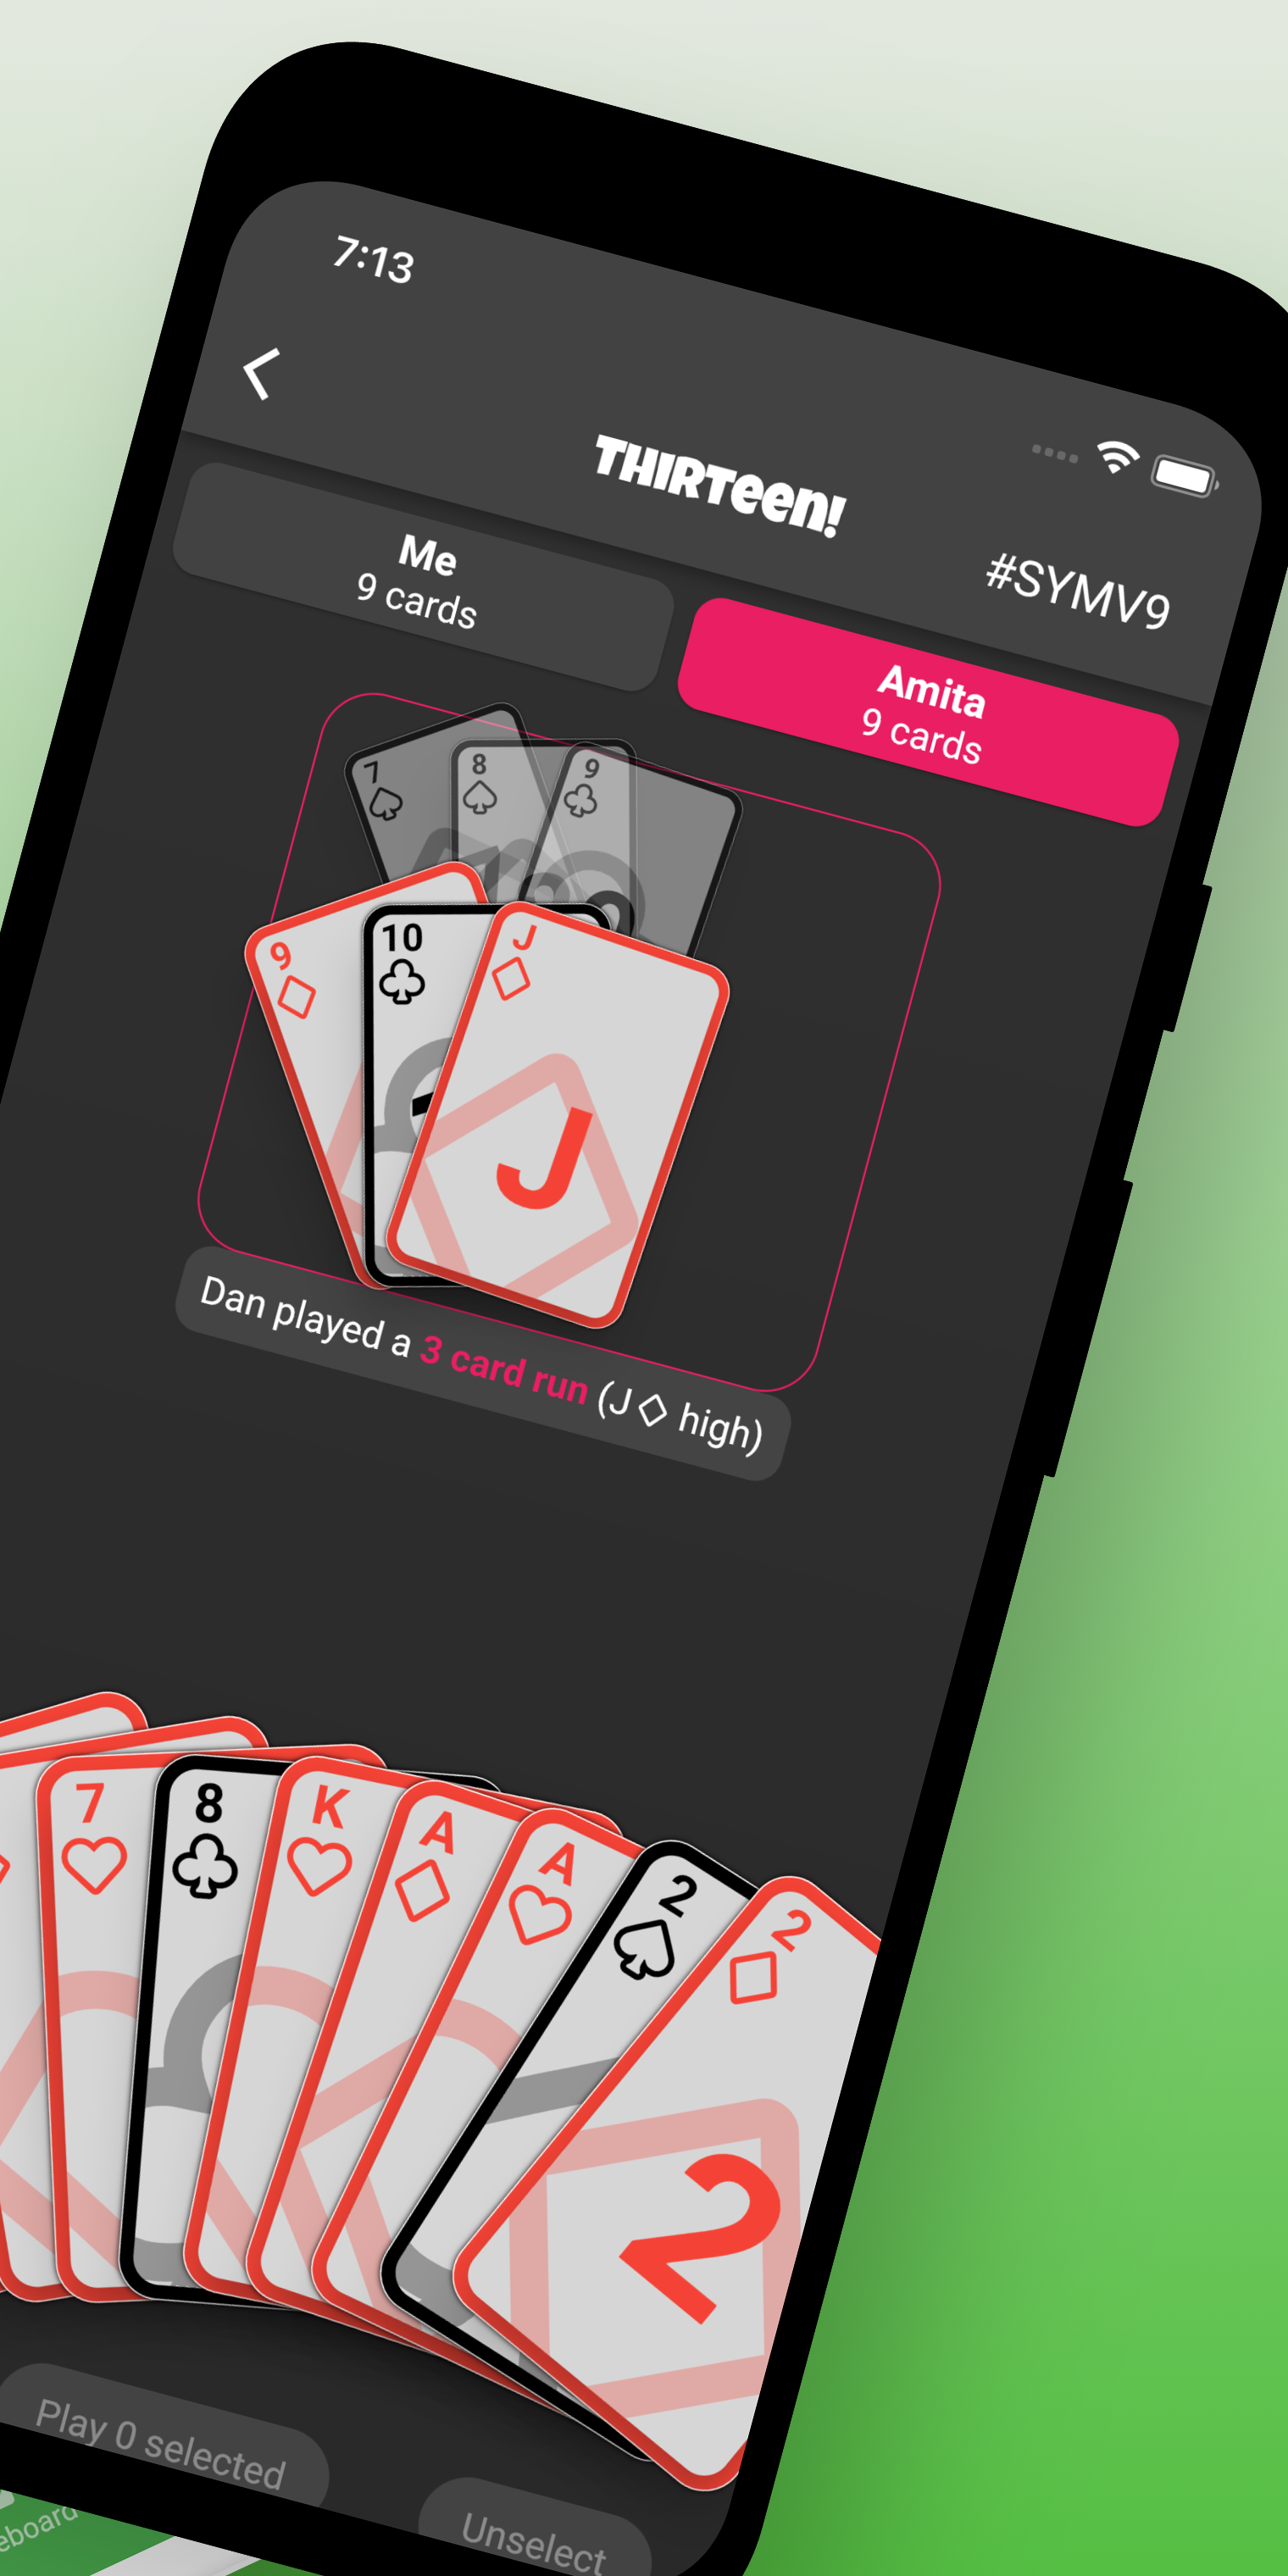 7:13
THIRTeen!
#SYMV9
Me
9 cards
Amita
9 cards
7
8
9
9
10
J
J
Dan played a 3 card run (J ♢ high)
7
8
K
A
A
2
2
2
Play 0 selected
Unselect